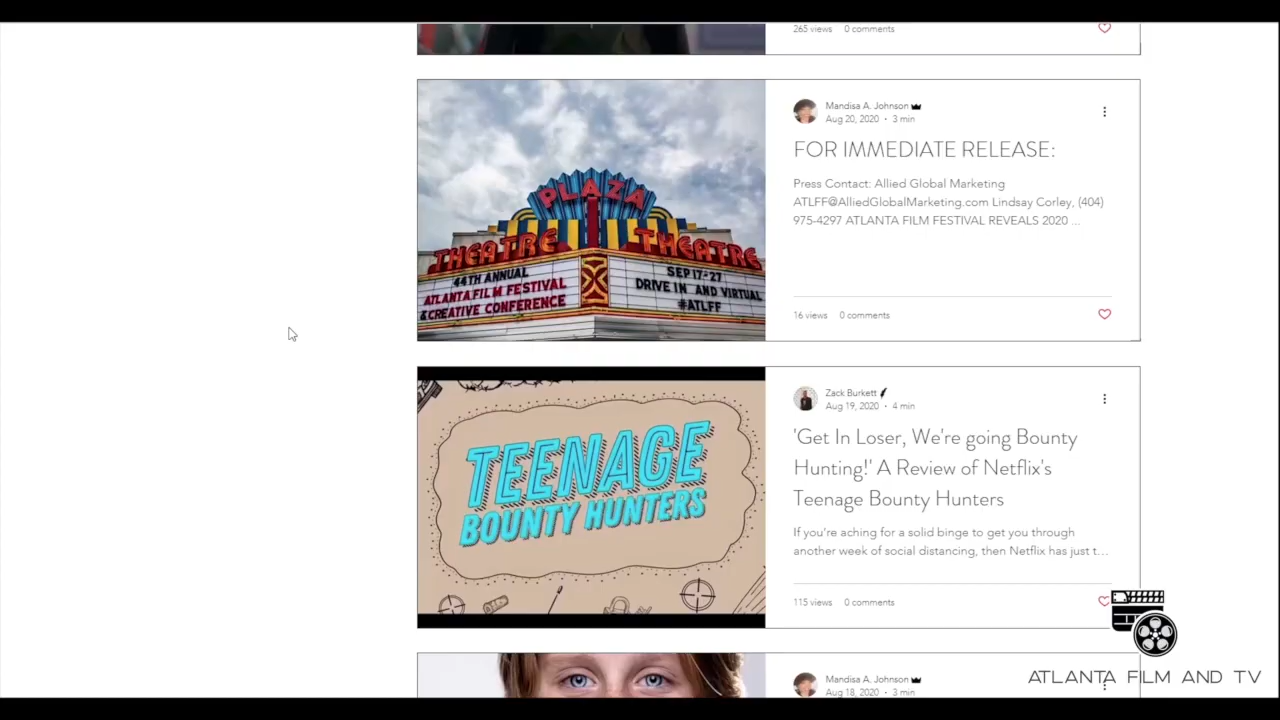 265 views 0 comments
PLAZA
THEATRE THEATRE
44TH ANNUAL
ATLANTA FILM FESTIVAL
& CREATIVE CONFERENCE
SEP 17-27
DRIVE IN AND VIRTUAL
#ATLFF
Mandisa A. Johnson
Aug 20, 2020 · 3 min
FOR IMMEDIATE RELEASE:
Press Contact: Allied Global Marketing
ATLFF@AlliedGlobalMarketing.com Lindsay Corley, (404)
975-4297 ATLANTA FILM FESTIVAL REVEALS 2020 ...
16 views 0 comments
TEENAGE
BOUNTY HUNTERS
Zack Burkett
Aug 19, 2020 · 4 min
'Get In Loser, We're going Bounty
Hunting!' A Review of Netflix's
Teenage Bounty Hunters
If you're aching for a solid binge to get you through
another week of social distancing, then Netflix has just t...
115 views 0 comments
Mandisa A. Johnson
Aug 18, 2020 · 3 min
ATLANTA FILM AND TV